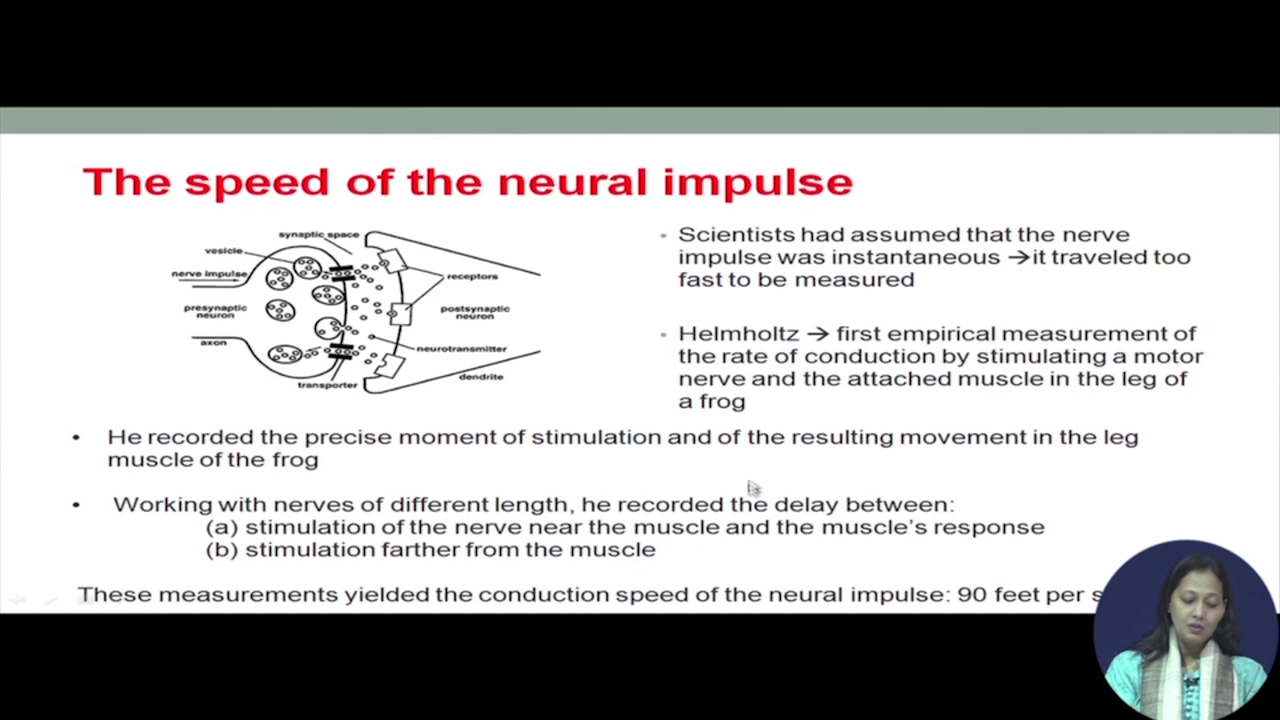 The speed of the neural impulse
synaptic space
vesicle
nerve impulse
receptors
presynaptic
neuron
postsynaptic
neuron
axon
neurotransmitter
transporter
dendrite
• Scientists had assumed that the nerve
impulse was instantaneous →it traveled too
fast to be measured
• Helmholtz → first empirical measurement of
the rate of conduction by stimulating a motor
nerve and the attached muscle in the leg of
a frog
• He recorded the precise moment of stimulation and of the resulting movement in the leg
muscle of the frog
• Working with nerves of different length, he recorded the delay between:
(a) stimulation of the nerve near the muscle and the muscle's response
(b) stimulation farther from the muscle
These measurements yielded the conduction speed of the neural impulse: 90 feet per